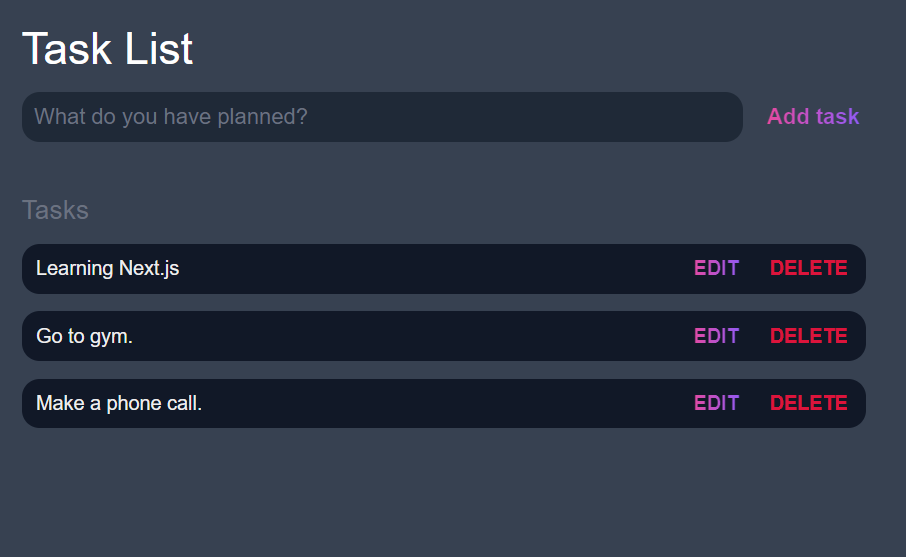 Task List
What do you have planned? Add task
Tasks
Learning Next.js EDIT DELETE
Go to gym. EDIT DELETE
Make a phone call. EDIT DELETE